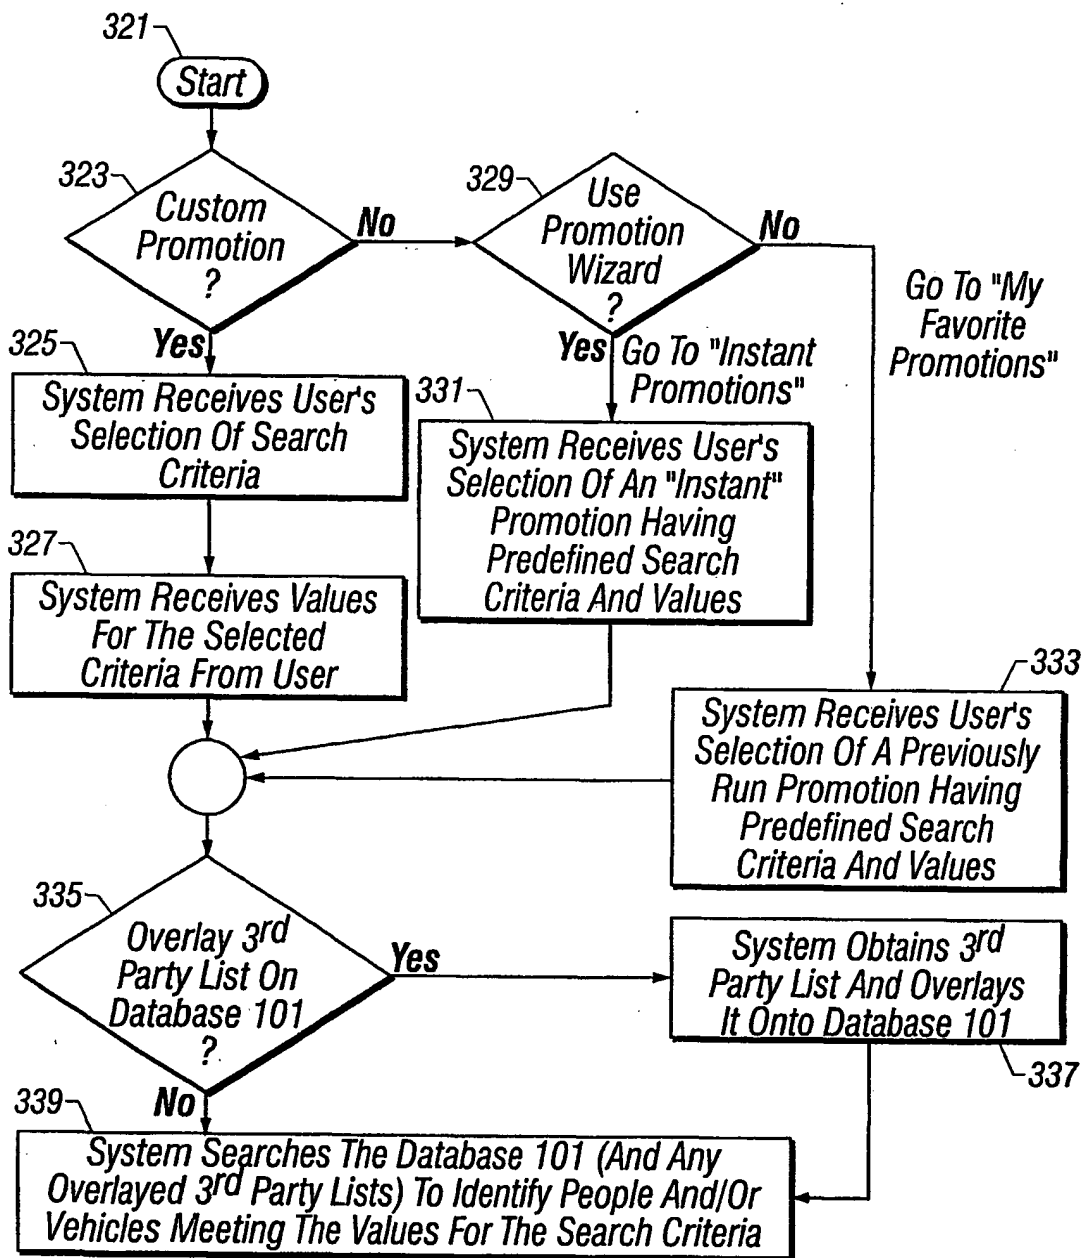 321
Start
323
Custom
Promotion
?
No
329
Use
Promotion
Wizard
?
No
Go To "My
Favorite
Promotions"
Yes
325
System Receives User's
Selection Of Search
Criteria
Yes
Go To "Instant
Promotions"
331
System Receives User's
Selection Of An "Instant"
Promotion Having
Predefined Search
Criteria And Values
327
System Receives Values
For The Selected
Criteria From User
333
System Receives User's
Selection Of A Previously
Run Promotion Having
Predefined Search
Criteria And Values
335
Overlay 3rd
Party List On
Database 101
?
Yes
System Obtains 3rd
Party List And Overlays
It Onto Database 101
337
No
339
System Searches The Database 101 (And Any
Overlayed 3rd Party Lists) To Identify People And/Or
Vehicles Meeting The Values For The Search Criteria